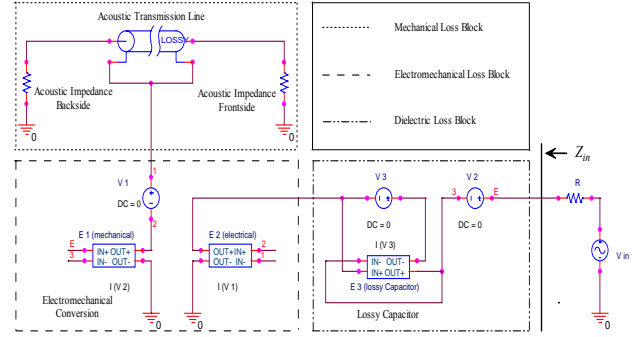 Acoustic Transmission Line
LOSSY
Acoustic Impedance
Backside
Acoustic Impedance
Frontside
0
0
Mechanical Loss Block
Electromechanical Loss Block
Dielectric Loss Block
Zin
1
V 1
DC = 0
2
E 1 (mechanical)
E
3
IN+ OUT+
IN- OUT-
I (V 2)
0
Electromechanical
Conversion
E 2 (electrical)
OUT+IN+
OUT- IN-
2
1
I (V 1)
0
V 3
DC = 0
I (V 3)
IN- OUT-
IN+ OUT+
E 3 (lossy Capacitor)
Lossy Capacitor
3
V 2
E
DC = 0
R
V in
0